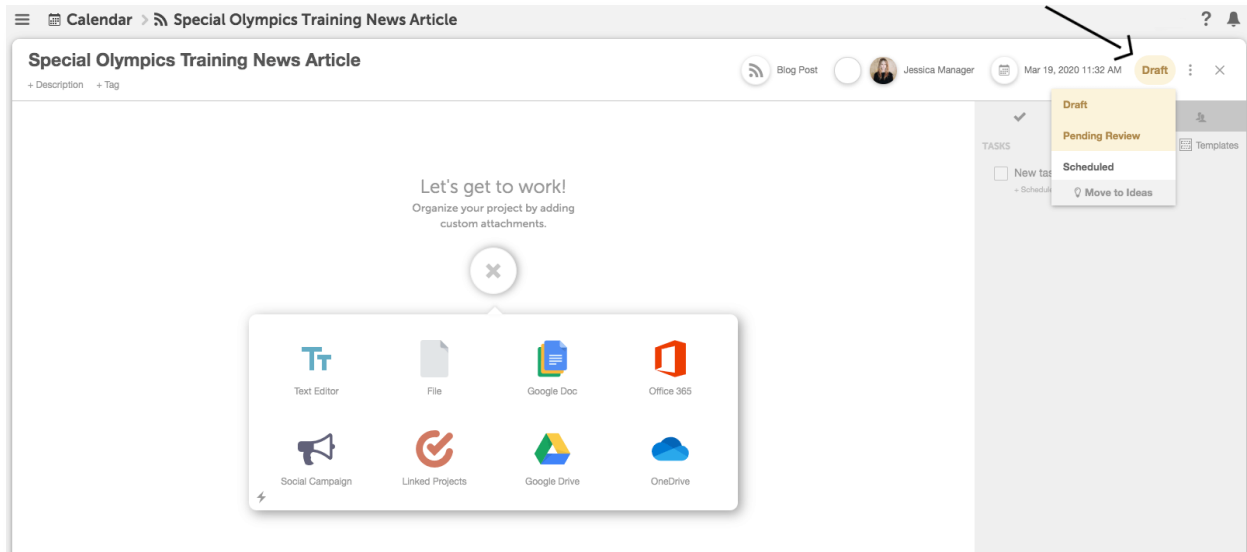 Calendar > Special Olympics Training News Article ?
Special Olympics Training News Article
+ Description + Tag
Blog Post Jessica Manager Mar 19, 2020 11:32 AM Draft
Draft
Pending Review
Scheduled
Move to Ideas
TASKS Templates
New
+
Let's get to work!
Organize your project by adding
custom attachments.
Text Editor File Google Doc Office 365
Social Campaign Linked Projects Google Drive OneDrive